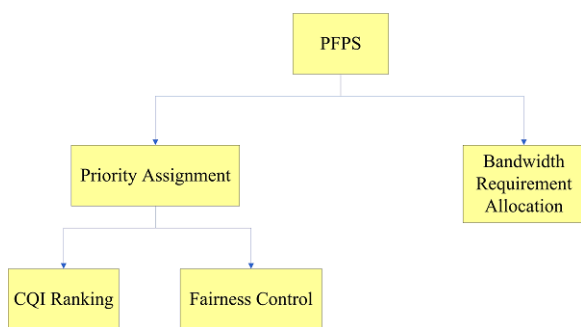 PFPS
Priority Assignment
Bandwidth
Requirement
Allocation
CQI Ranking
Fairness Control